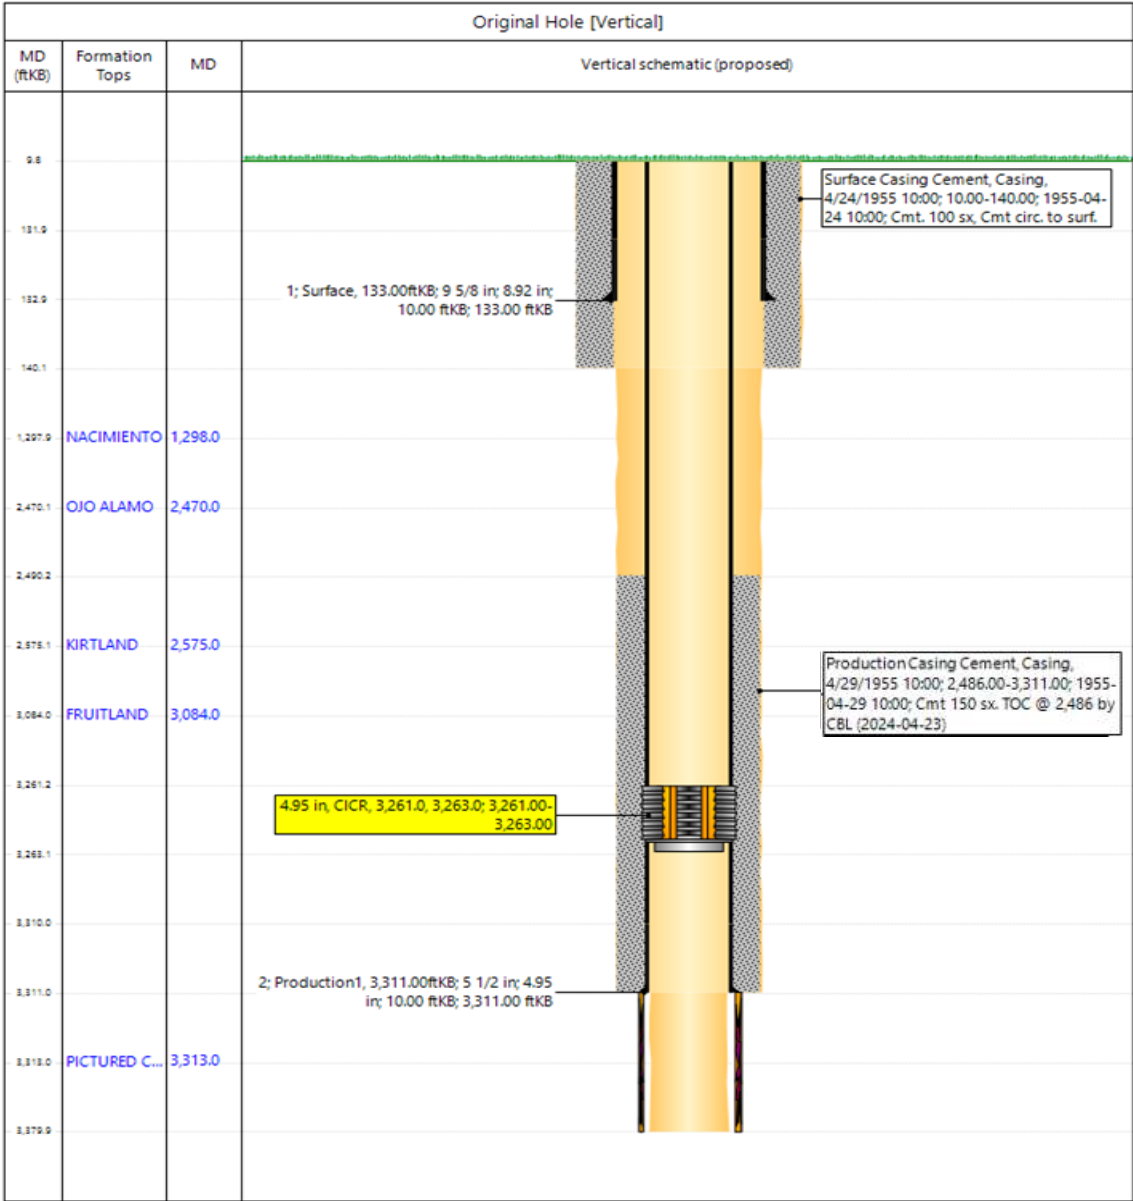 Original Hole [Vertical]
MD
(ftKB)
Formation
Tops
MD
Vertical schematic (proposed)
9.8
Surface Casing Cement, Casing,
4/24/1955 10:00; 10.00-140.00; 1955-04-
24 10:00; Cmt. 100 sx, Cmt circ. to surf.
131.9
1; Surface, 133.00ftKB; 9 5/8 in; 8.92 in;
10.00 ftKB; 133.00 ftKB
132.9
140.1
1,297.9 NACIMIENTO 1,298.0
2,470.1 OJO ALAMO 2,470.0
2,490.2
2,575.1 KIRTLAND 2,575.0
Production Casing Cement, Casing,
4/29/1955 10:00; 2,486.00-3,311.00; 1955-
04-29 10:00; Cmt 150 sx. TOC @ 2,486 by
CBL (2024-04-23)
3,084.0 FRUITLAND 3,084.0
3,261.2
4.95 in, CICR, 3,261.0, 3,263.0; 3,261.00-
3,263.00
3,263.1
3,310.0
2; Production1, 3,311.00ftKB; 5 1/2 in; 4.95
in; 10.00 ftKB; 3,311.00 ftKB
3,311.0
3,313.0 PICTURED C... 3,313.0
3,379.9